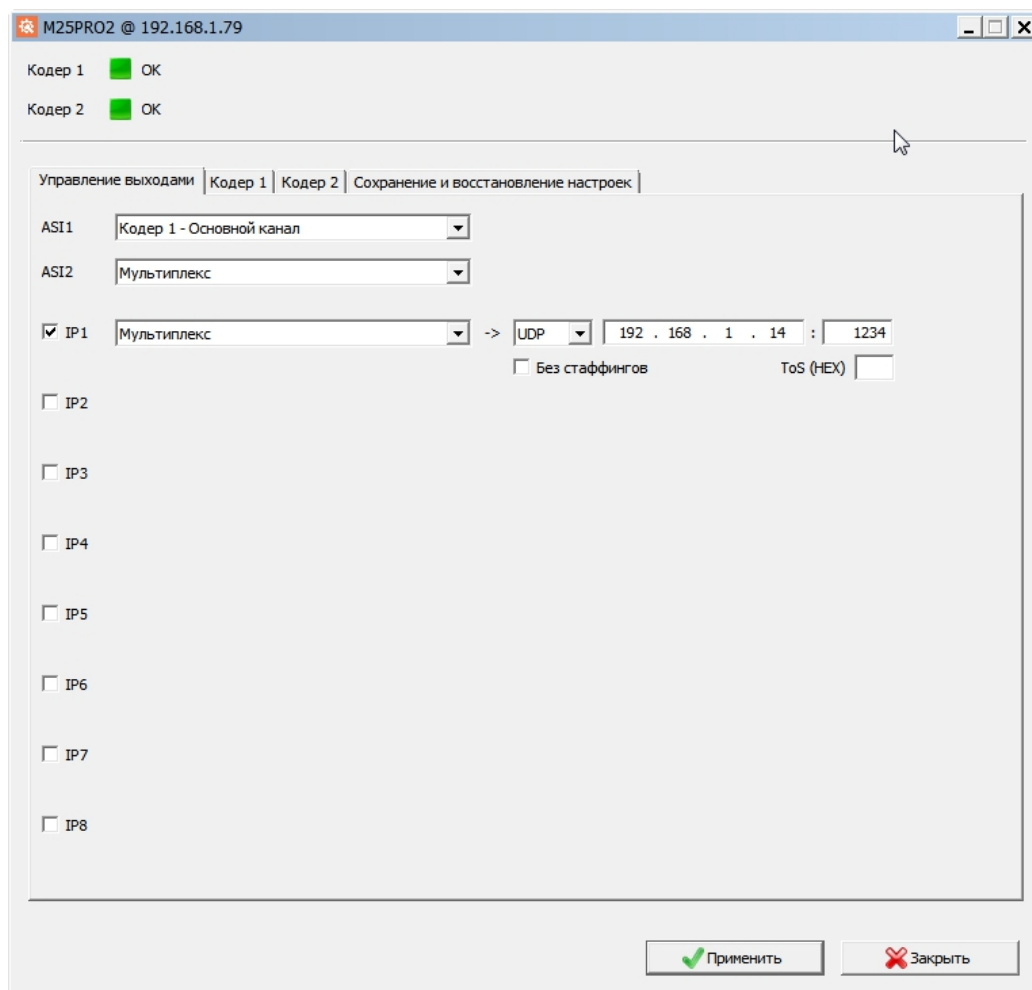 M25PRO2 @ 192.168.1.79
Кодер 1 OK
Кодер 2 OK
Управление выходами Кодер 1 Кодер 2 Сохранение и восстановление настроек
ASI1 Кодер 1 - Основной канал
ASI2 Мультиплекс
IP1 Мультиплекс -> UDP 192 . 168 . 1 . 14 : 1234
Без стаффингов ToS (HEX)
IP2
IP3
IP4
IP5
IP6
IP7
IP8
Применить Закрыть